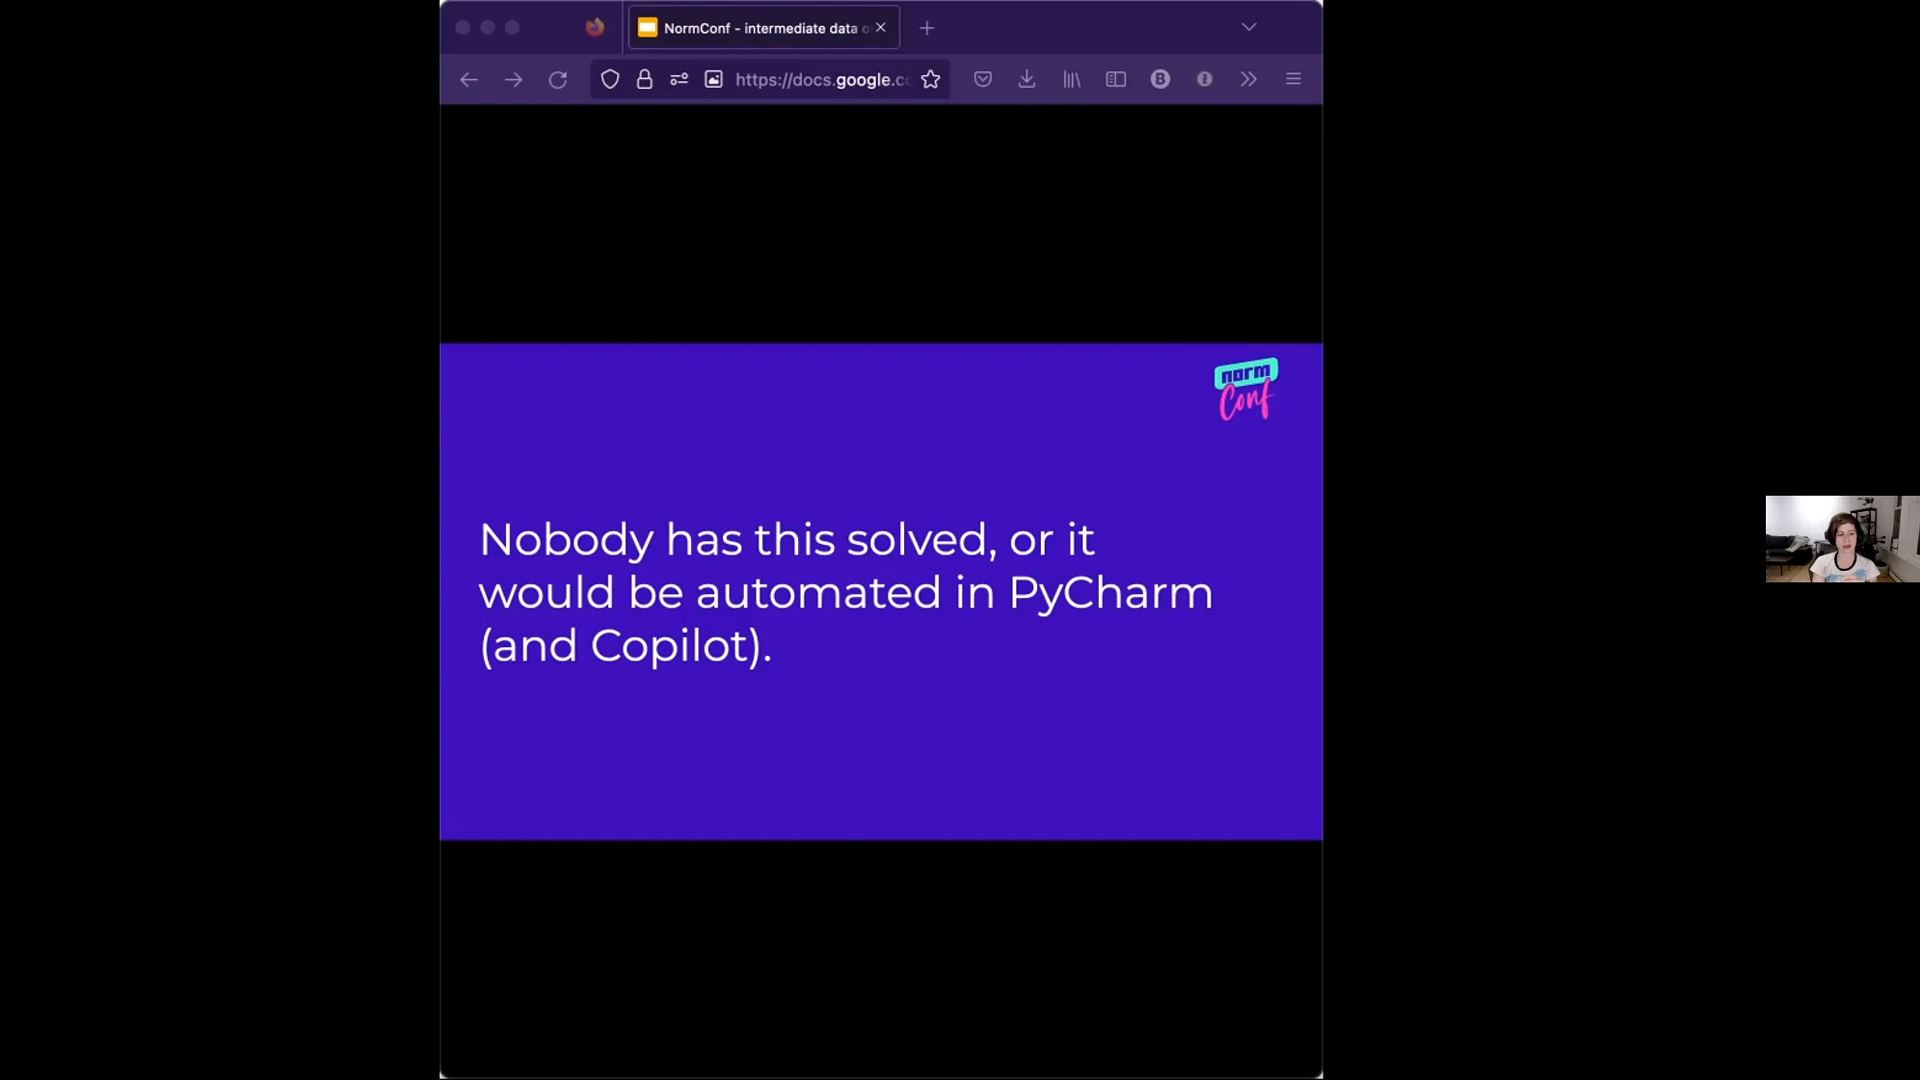 NormConf - intermediate data o
https://docs.google.co
norm
Conf
Nobody has this solved, or it
would be automated in PyCharm
(and Copilot).